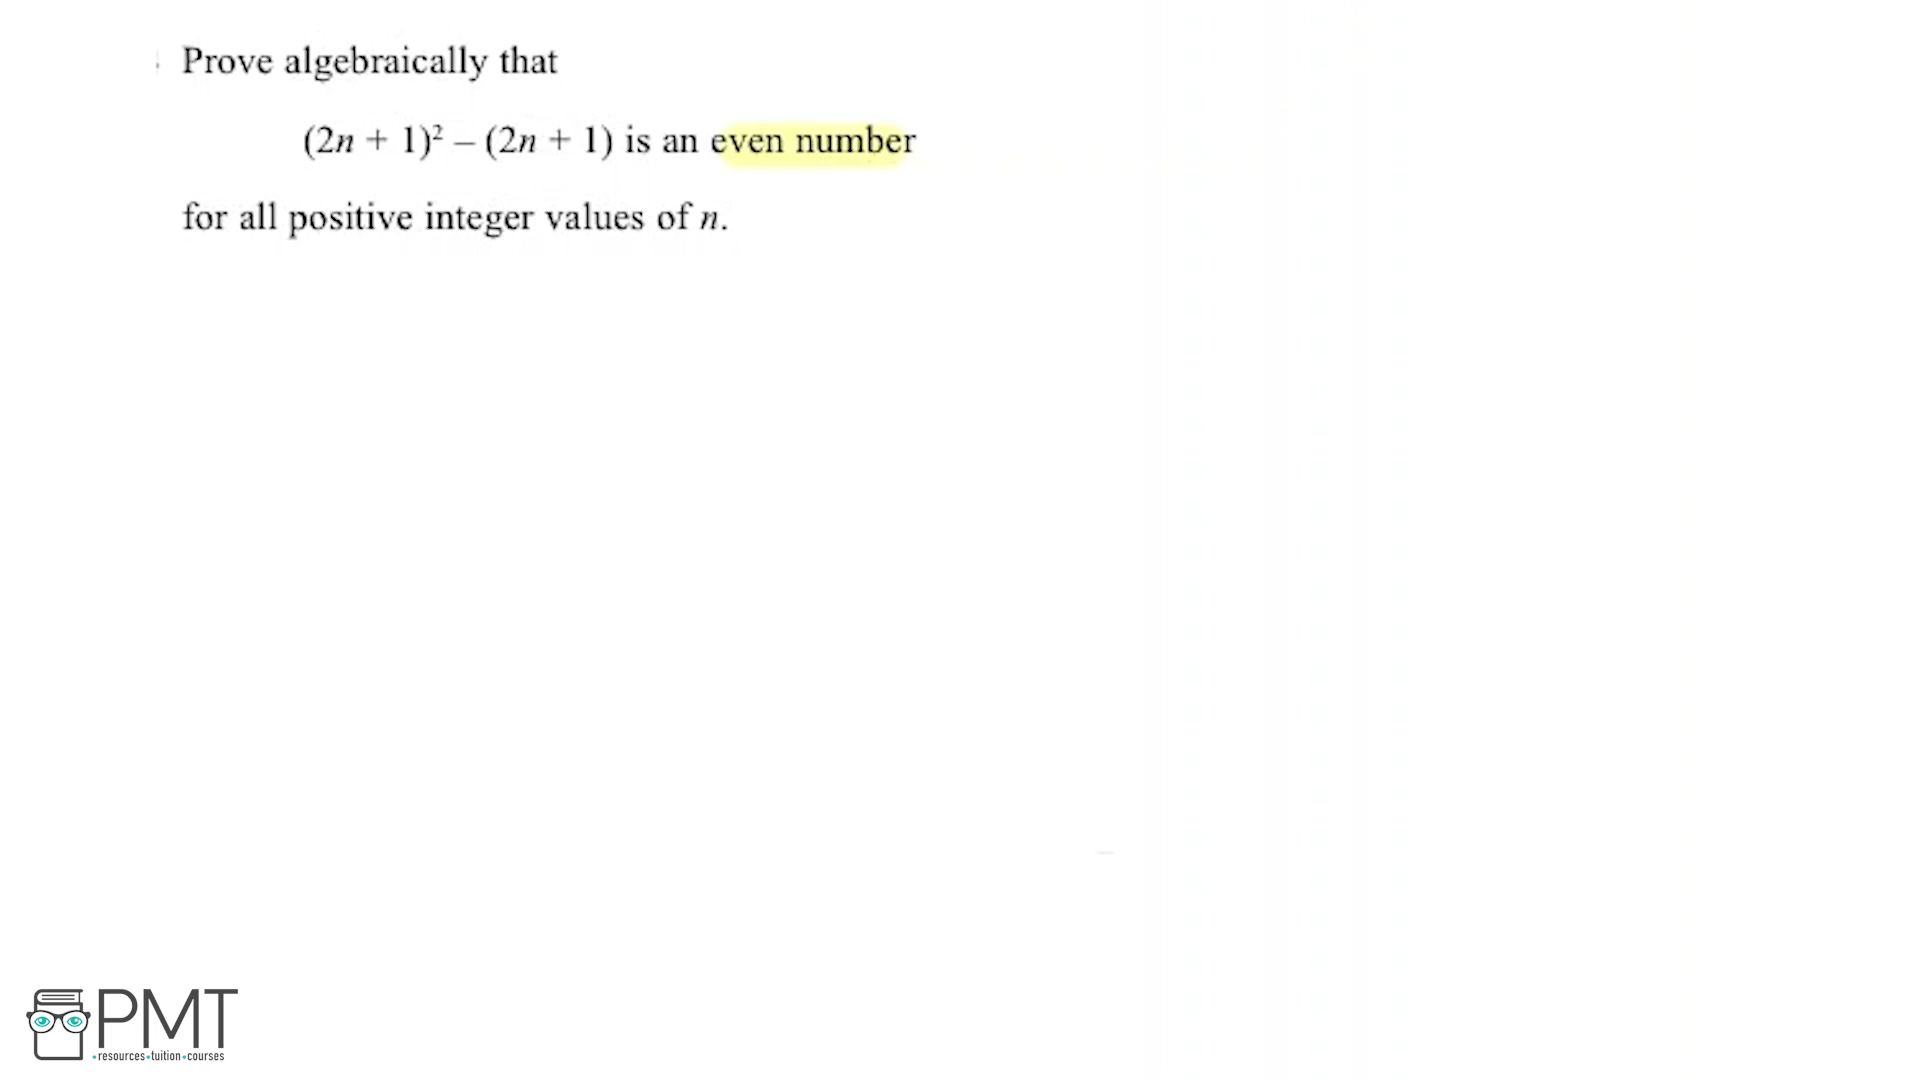 Prove algebraically that
(2n + 1)² – (2n + 1) is an even number
for all positive integer values of n.
PMT
•resources•tuition•courses